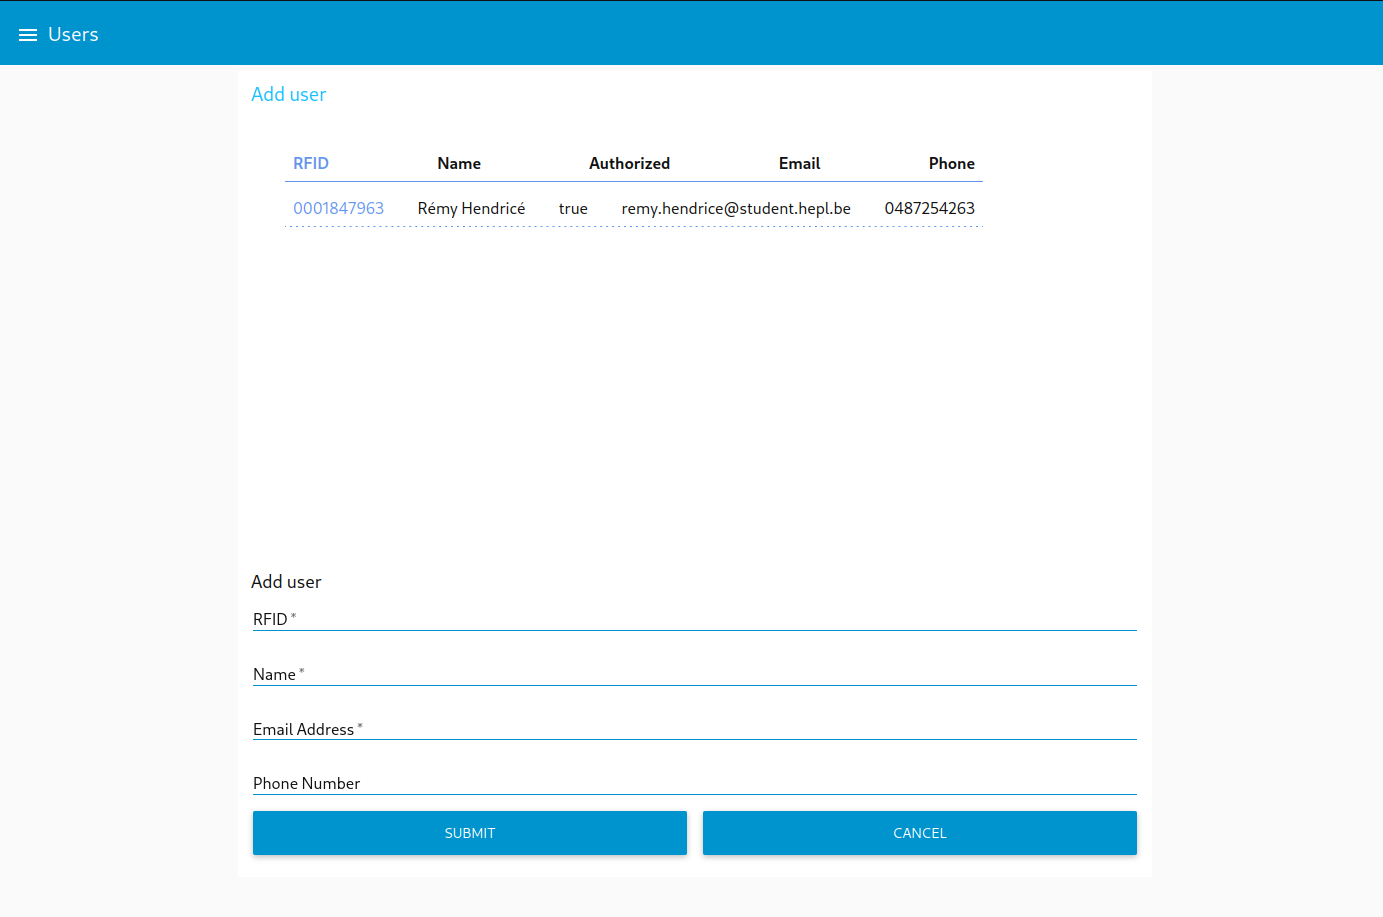 Users
Add user
RFID Name Authorized Email Phone
0001847963 Rémy Hendricé true remy.hendrice@student.hepl.be 0487254263
Add user
RFID *
Name *
Email Address *
Phone Number
SUBMIT CANCEL